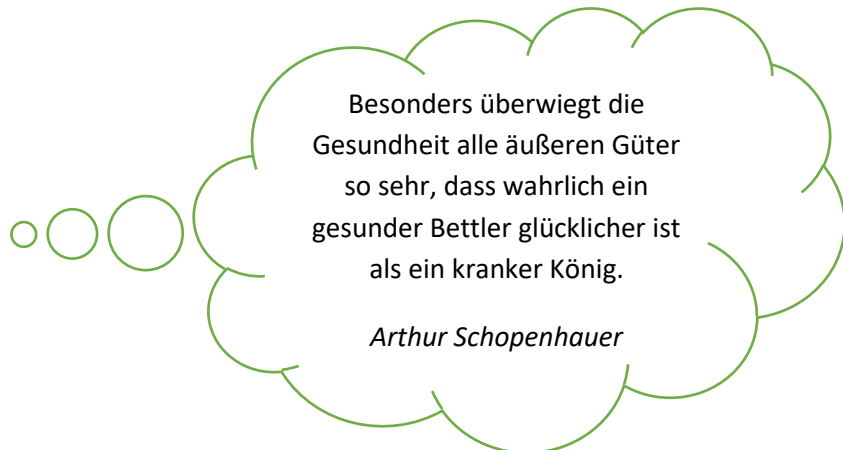 Besonders überwiegt die
Gesundheit alle äußeren Güter
so sehr, dass wahrlich ein
gesunder Bettler glücklicher ist
als ein kranker König.
Arthur Schopenhauer